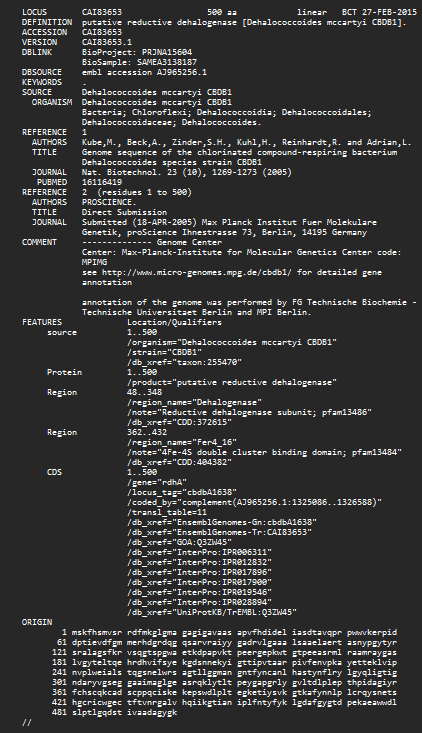 LOCUS       CAI83653                 500 aa            linear   BCT 27-FEB-2015
DEFINITION  putative reductive dehalogenase [Dehalococcoides mccartyi CBDB1].
ACCESSION   CAI83653
VERSION     CAI83653.1
DBLINK      BioProject: PRJNA15604
            BioSample: SAMEA3138187
DBSOURCE    embl accession AJ965256.1
KEYWORDS    .
SOURCE      Dehalococcoides mccartyi CBDB1
  ORGANISM  Dehalococcoides mccartyi CBDB1
            Bacteria; Chloroflexi; Dehalococcoidia; Dehalococcoidales;
            Dehalococcoidaceae; Dehalococcoides.
REFERENCE   1
  AUTHORS   Kube,M., Beck,A., Zinder,S.H., Kuhl,H., Reinhardt,R. and Adrian,L.
  TITLE     Genome sequence of the chlorinated compound-respiring bacterium
            Dehalococcoides species strain CBDB1
  JOURNAL   Nat. Biotechnol. 23 (10), 1269-1273 (2005)
   PUBMED   16116419
REFERENCE   2  (residues 1 to 500)
  AUTHORS   PROSCIENCE.
  TITLE     Direct Submission
  JOURNAL   Submitted (18-APR-2005) Max Planck Institut Fuer Molekulare
            Genetik, proScience Ihnestrasse 73, Berlin, 14195 Germany
COMMENT     -------------- Genome Center
            Center: Max-Planck-Institute for Molecular Genetics Center code:
            MPIMG
            see http://www.micro-genomes.mpg.de/cbdb1/ for detailed gene
            annotation
            annotation of the genome was performed by FG Technische Biochemie -
            Technische Universitaet Berlin and MPI Berlin.
FEATURES             Location/Qualifiers
     source          1..500
                     /organism="Dehalococcoides mccartyi CBDB1"
                     /strain="CBDB1"
                     /db_xref="taxon:255470"
     Protein         1..500
                     /product="putative reductive dehalogenase"
     Region          48..348
                     /region_name="Dehalogenase"
                     /note="Reductive dehalogenase subunit; pfam13486"
                     /db_xref="CDD:372615"
     Region          362..432
                     /region_name="Fer4_16"
                     /note="4Fe-4S double cluster binding domain; pfam13484"
                     /db_xref="CDD:404382"
     CDS             1..500
                     /gene="rdhA"
                     /locus_tag="cbdbA1638"
                     /coded_by="complement(AJ965256.1:1325086..1326588)"
                     /transl_table=11
                     /db_xref="EnsemblGenomes-Gn:cbdbA1638"
                     /db_xref="EnsemblGenomes-Tr:CAI83653"
                     /db_xref="GOA:Q3ZW45"
                     /db_xref="InterPro:IPR006311"
                     /db_xref="InterPro:IPR012832"
                     /db_xref="InterPro:IPR017896"
                     /db_xref="InterPro:IPR017900"
                     /db_xref="InterPro:IPR019546"
                     /db_xref="InterPro:IPR028894"
                     /db_xref="UniProtKB/TrEMBL:Q3ZW45"
ORIGIN
        1 mskfhsmvsr rdfmkglgma gagigavaas apvfhdidel iasdtavqpr pwwvkerpid
       61 dptievdfgm merhdgrdqg qsarvraiyy gadrvlgaaa lsaaelaert asnypgytyr
      121 sralagsfkr vsqgtspgwa etkdpapvkt peergepkwt gtpeeasrml raamraygas
      181 lvgyteltqe hrdhvifsye kgdsnnekyi gttipvtaar pivfenvpka yetteklvip
      241 nvplweials tqgsnelwrs agtllggman gntfyncanl hastynflry lgyqligtig
      301 ndaryvgseg gaaimaglge asrqklytlt peygapgrly gvltdlplep thpidagiyr
      361 fchscqkcad scppqciske kepswdlplt egketiysvk gtkafynnlp lcrqysnets
      421 hgcricwgec tftvnrgalv hqiikgtian iplfntyfyk lgdafgygtd pekaeawwdl
      481 slptlgqdst ivaadagygk
//